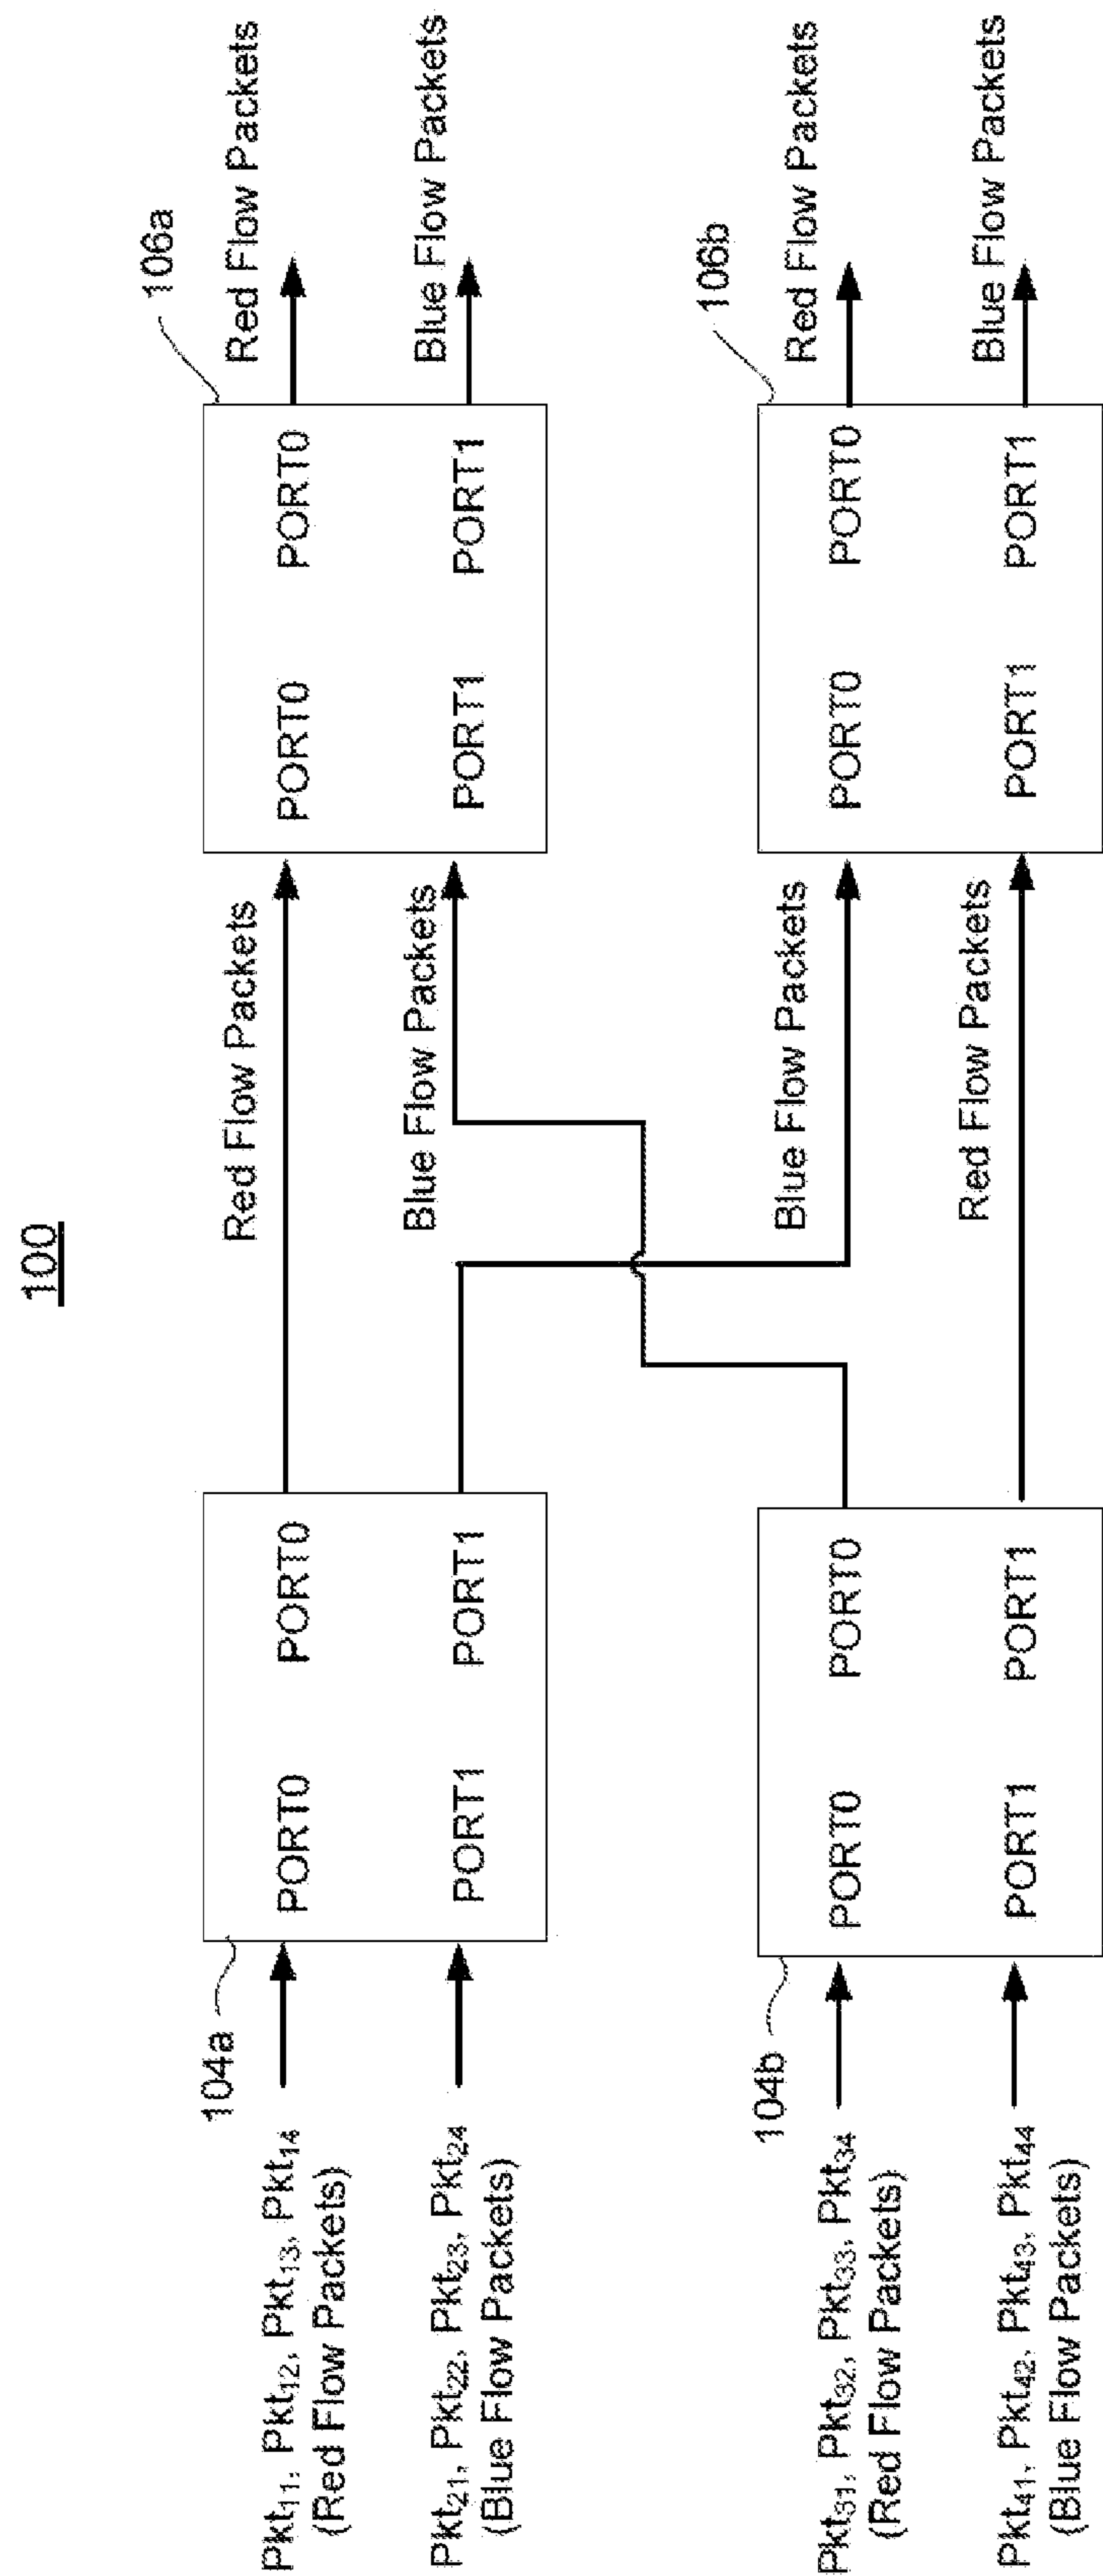 100
Pkt₁₁, Pkt₁₂, Pkt₁₃, Pkt₁₄
(Red Flow Packets)
104a
PORT0
PORT0
Red Flow Packets
PORT0
PORT0
106a
Red Flow Packets
Pkt₂₁, Pkt₂₂, Pkt₂₃, Pkt₂₄
(Blue Flow Packets)
PORT1
PORT1
Blue Flow Packets
PORT1
PORT1
Blue Flow Packets
Pkt₃₁, Pkt₃₂, Pkt₃₃, Pkt₃₄
(Red Flow Packets)
104b
PORT0
PORT0
Blue Flow Packets
PORT0
PORT0
106b
Red Flow Packets
Pkt₄₁, Pkt₄₂, Pkt₄₃, Pkt₄₄
(Blue Flow Packets)
PORT1
PORT1
Red Flow Packets
PORT1
PORT1
Blue Flow Packets